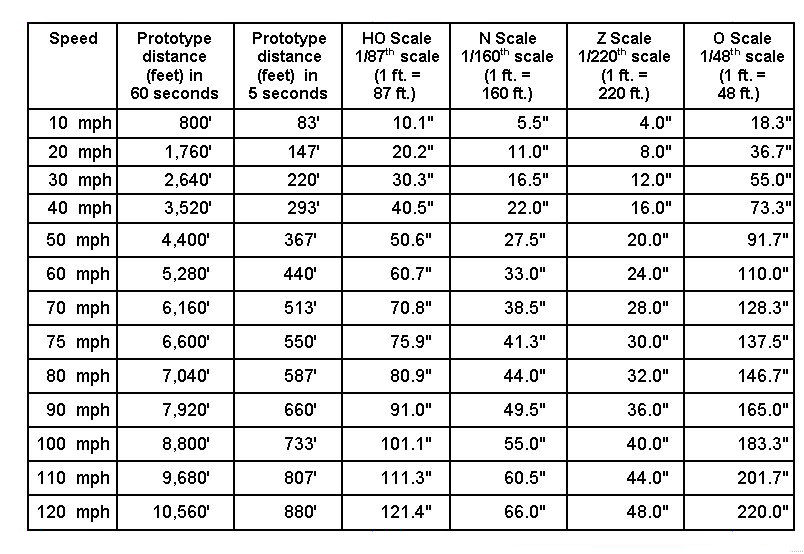 Speed Prototype distance (feet) in 60 seconds Prototype distance (feet) in 5 seconds HO Scale 1/87th scale (1 ft. = 87 ft.) N Scale 1/160th scale (1 ft. = 160 ft.) Z Scale 1/220th scale (1 ft. = 220 ft.) O Scale 1/48th scale (1 ft. = 48 ft.)
10 mph 800' 83' 10.1" 5.5" 4.0" 18.3"
20 mph 1,760' 147' 20.2" 11.0" 8.0" 36.7"
30 mph 2,640' 220' 30.3" 16.5" 12.0" 55.0"
40 mph 3,520' 293' 40.5" 22.0" 16.0" 73.3"
50 mph 4,400' 367' 50.6" 27.5" 20.0" 91.7"
60 mph 5,280' 440' 60.7" 33.0" 24.0" 110.0"
70 mph 6,160' 513' 70.8" 38.5" 28.0" 128.3"
75 mph 6,600' 550' 75.9" 41.3" 30.0" 137.5"
80 mph 7,040' 587' 80.9" 44.0" 32.0" 146.7"
90 mph 7,920' 660' 91.0" 49.5" 36.0" 165.0"
100 mph 8,800' 733' 101.1" 55.0" 40.0" 183.3"
110 mph 9,680' 807' 111.3" 60.5" 44.0" 201.7"
120 mph 10,560' 880' 121.4" 66.0" 48.0" 220.0"